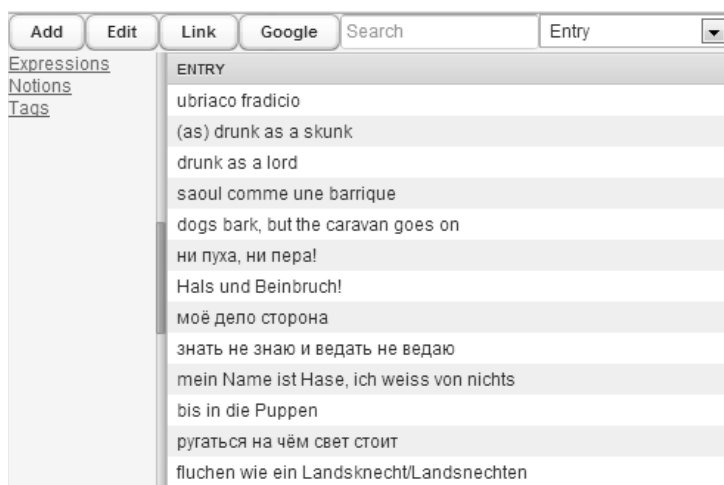 Add Edit Link Google Search Entry
Expressions
Notions
Tags
ENTRY
ubriaco fradicio
(as) drunk as a skunk
drunk as a lord
saoul comme une barrique
dogs bark, but the caravan goes on
ни пуха, ни пера!
Hals und Beinbruch!
моё дело сторона
знать не знаю и ведать не ведаю
mein Name ist Hase, ich weiss von nichts
bis in die Puppen
ругаться на чём свет стоит
fluchen wie ein Landsknecht/Landsnechten